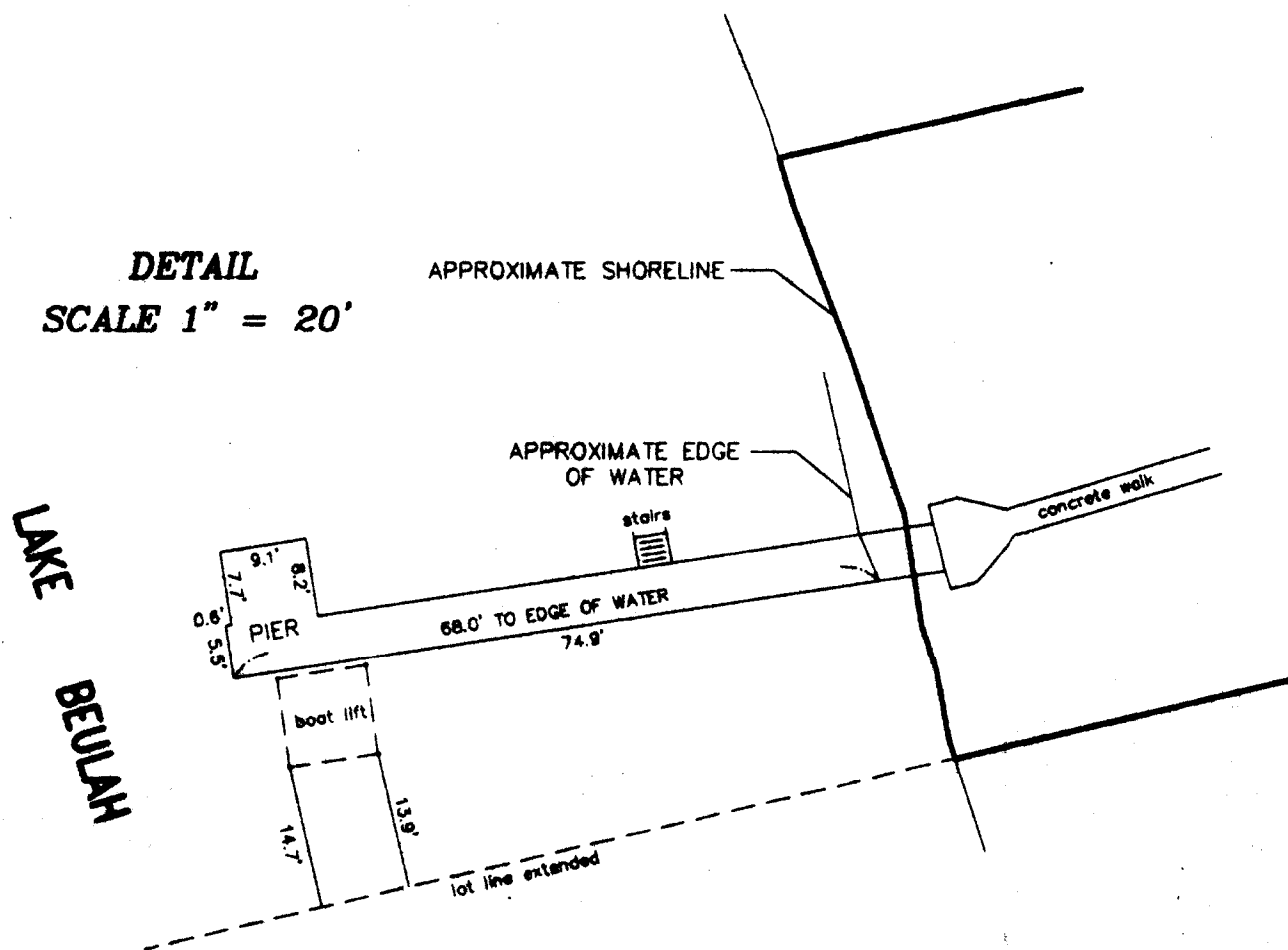 DETAIL
SCALE 1" = 20'
APPROXIMATE SHORELINE
APPROXIMATE EDGE
OF WATER
stairs
concrete walk
LAKE
BEULAH
9.1'
8.2'
7.7'
0.6'
5.5'
PIER
68.0' TO EDGE OF WATER
74.9'
boat lift
14.7'
13.9'
lot line extended